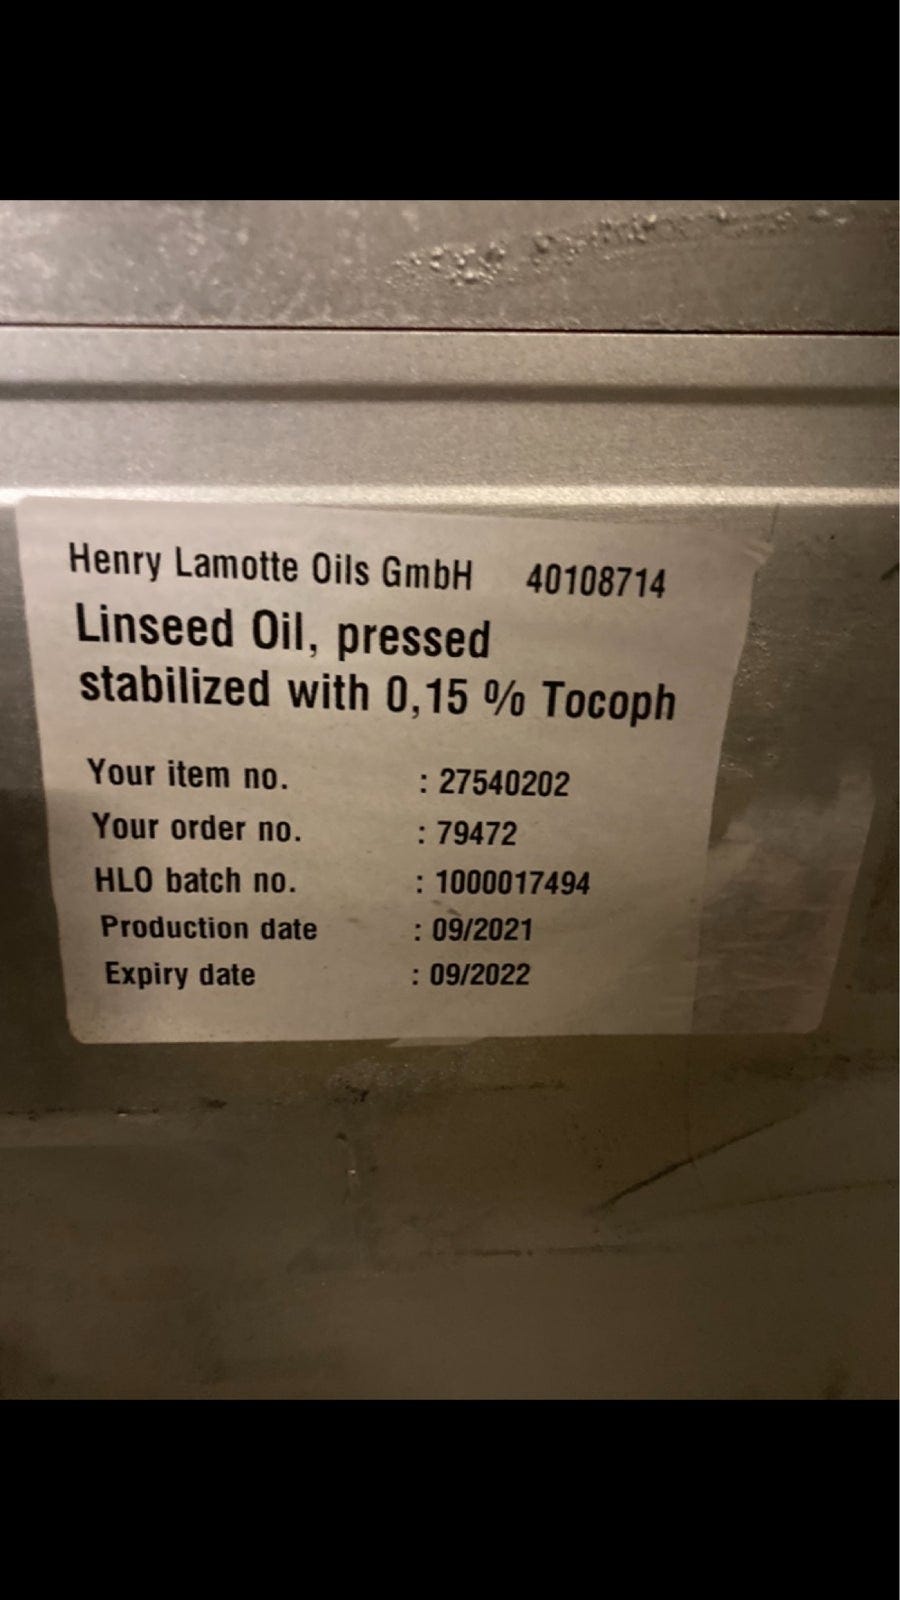 Henry Lamotte Oils GmbH 40108714
Linseed Oil, pressed
stabilized with 0,15 % Tocoph
Your item no. : 27540202
Your order no. : 79472
HLO batch no. : 1000017494
Production date : 09/2021
Expiry date : 09/2022